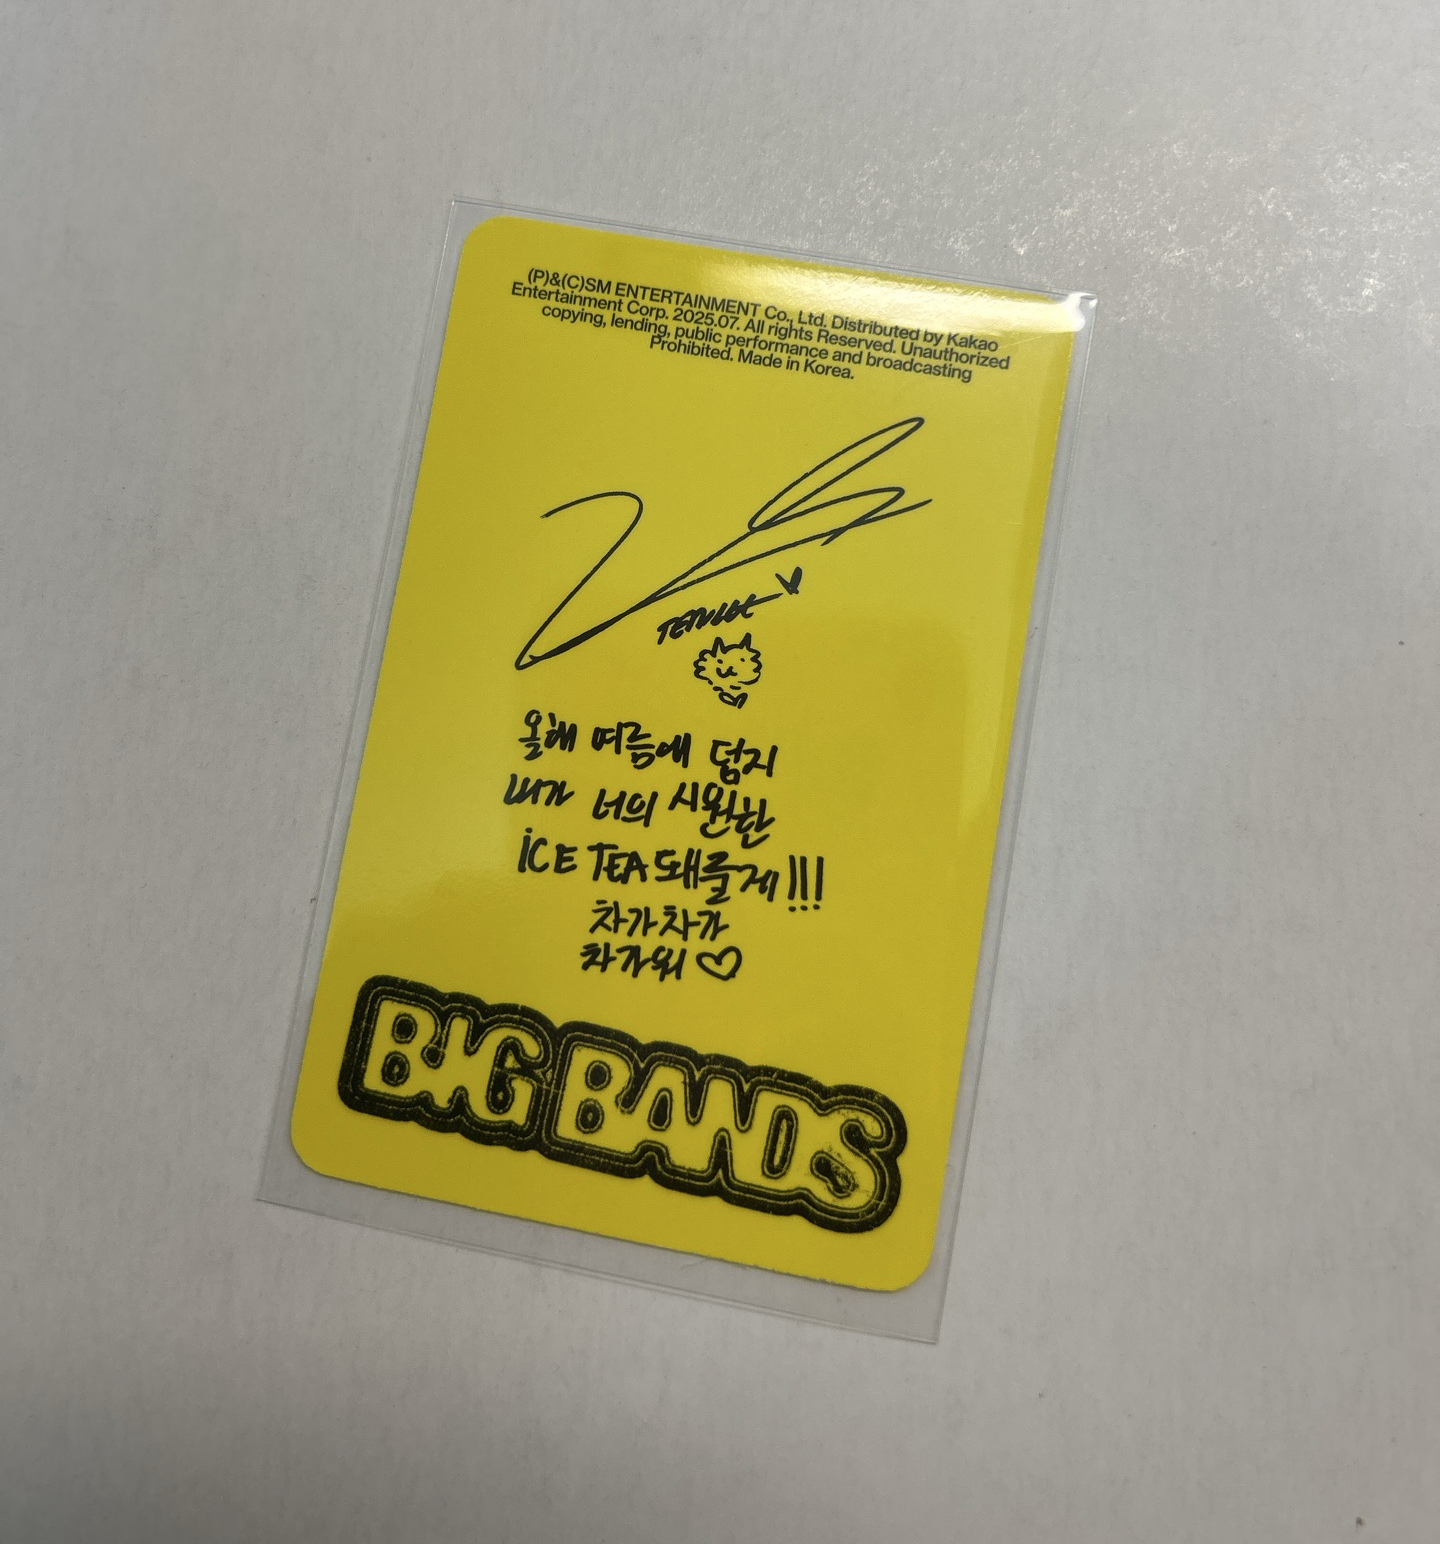 (P)&(C)SM ENTERTAINMENT Co., Ltd. Distributed by Kakao
Entertainment Corp. 2025.07. All rights Reserved. Unauthorized
copying, lending, public performance and broadcasting
Prohibited. Made in Korea.
올해 여름에 덥지
내가 너의 시원한
iCE TEA 돼줄게!!!
차가차가
차가워♡
BIG BANDS